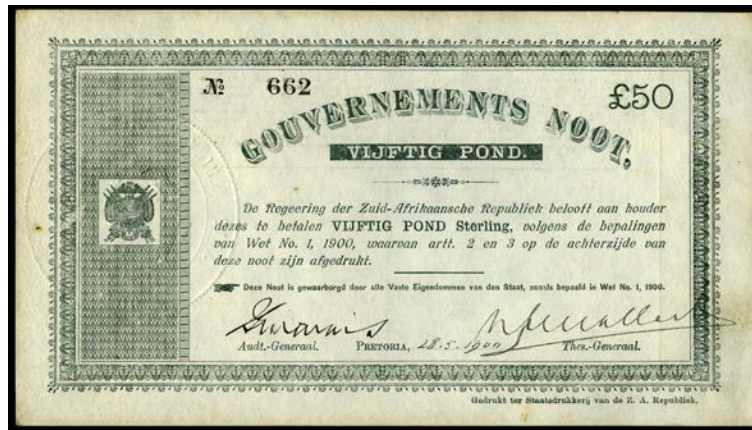 № 662
£50
GOUVERNEMENTS NOOT,
VIJFTIG POND.
De Regeering der Zuid-Afrikaansche Republiek belooft aan houder
dezes te betalen VIJFTIG POND Sterling, volgens de bepalingen
van Wet No. 1, 1900, waarvan artt. 2 en 3 op de achterzijde van
deze noot zijn afgedrukt.
Deze Noot is gewaarborgd door alle Vaste Eigendommen van den Staat, zooals bepaald in Wet No. 1, 1900.
Audt.-Generaal. PRETORIA, 28.5.1900 Thes.-Generaal.
Gedrukt ter Staatsdrukkerij van de Z. A. Republiek.